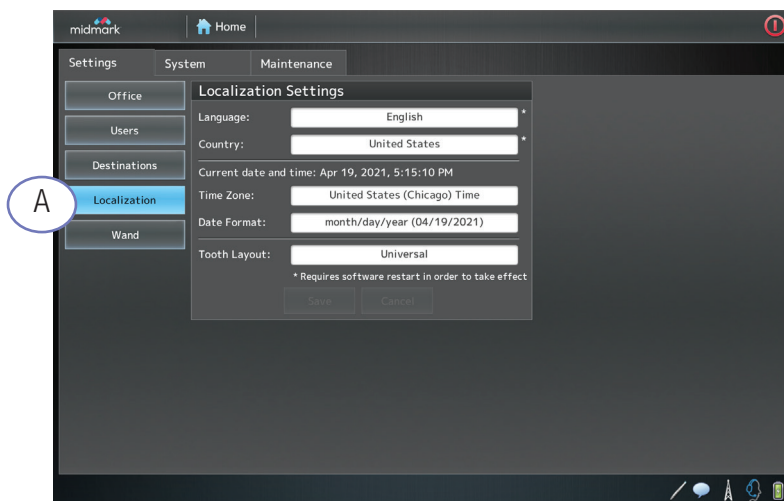 midmark
Home
Settings System Maintenance
Office
Users
Destinations
A
Localization
Wand
Localization Settings
Language: English *
Country: United States *
Current date and time: Apr 19, 2021, 5:15:10 PM
Time Zone: United States (Chicago) Time
Date Format: month/day/year (04/19/2021)
Tooth Layout: Universal
* Requires software restart in order to take effect
Save Cancel